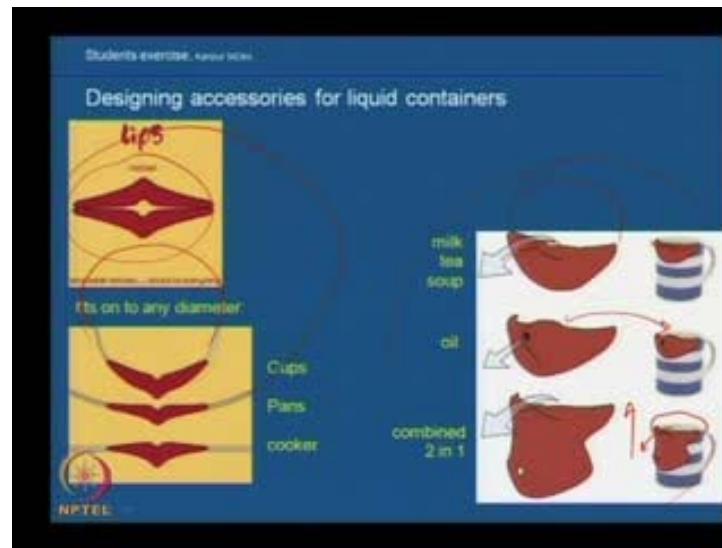 Students exercise,
Designing accessories for liquid containers
Lips
fits on to any diameter
Cups
Pans
cooker
milk
tea
soup
oil
combined
2 in 1
NPTEL